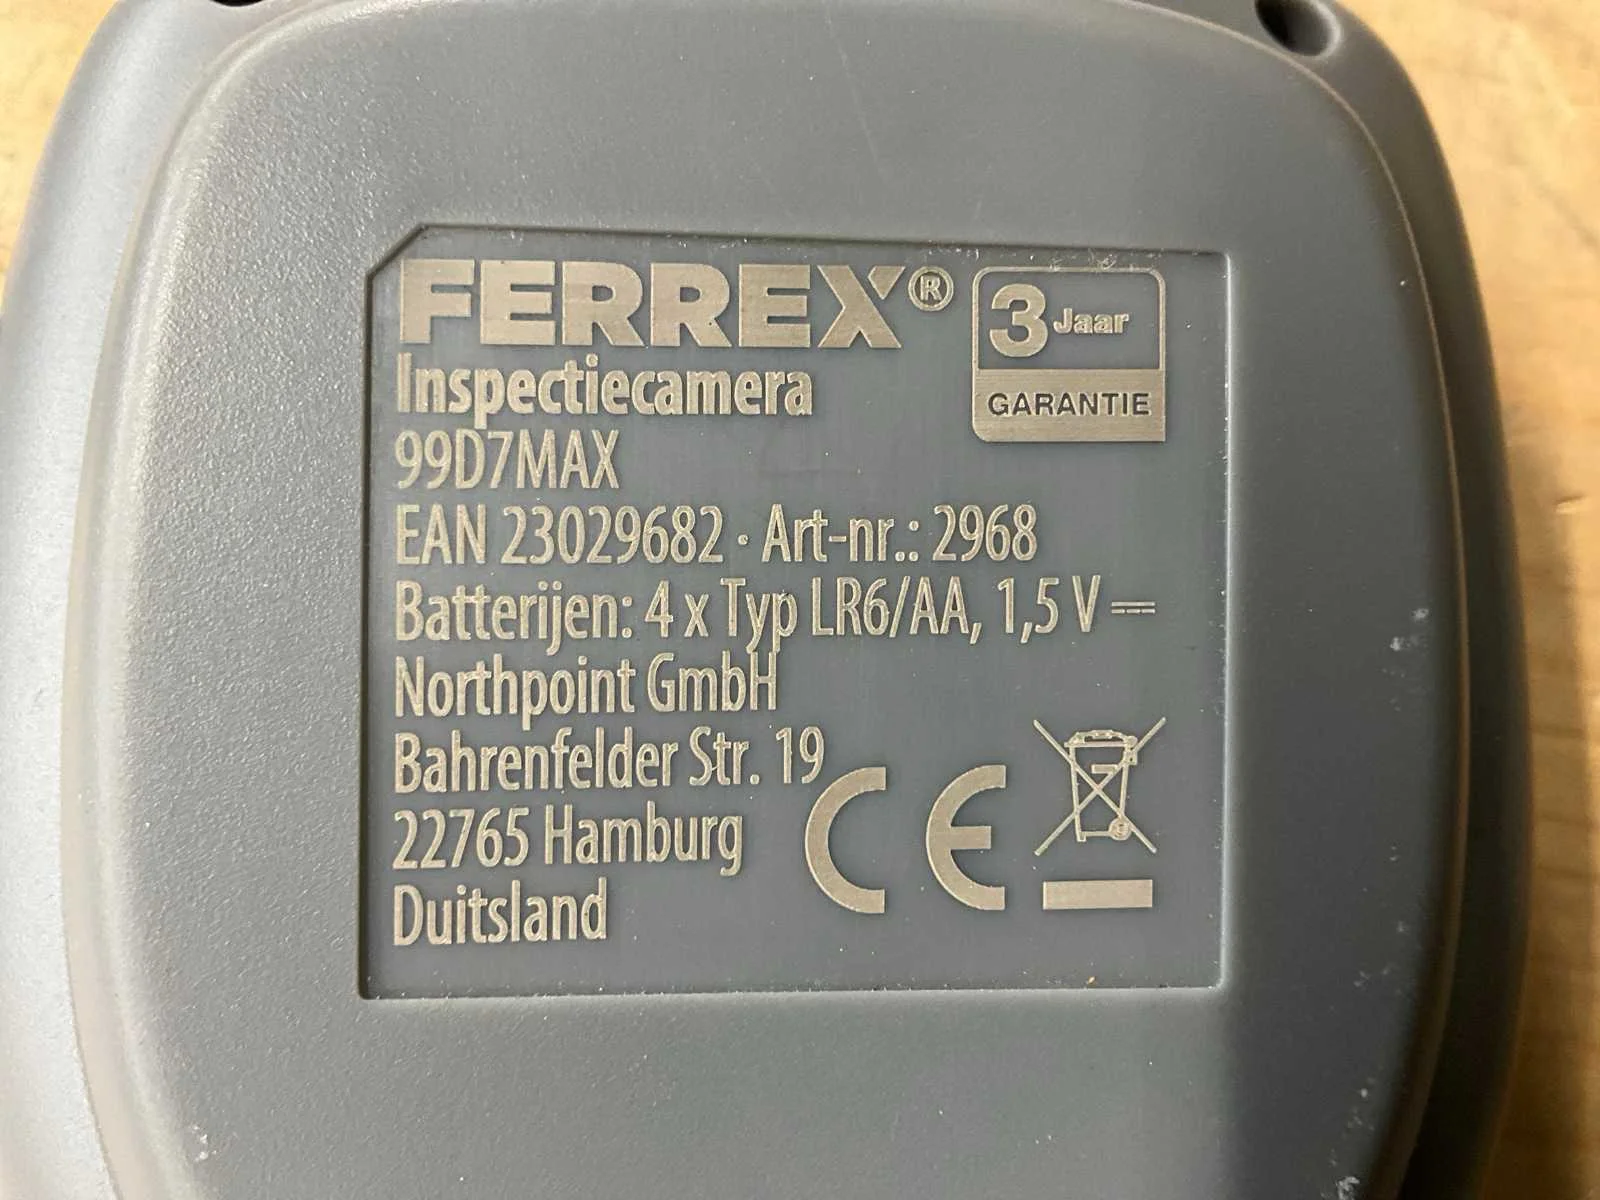 FERREX®
3 Jaar
GARANTIE
Inspectiecamera
99D7MAX
EAN 23029682 · Art-nr.: 2968
Batterijen: 4 x Typ LR6/AA, 1,5 V ⎓
Northpoint GmbH
Bahrenfelder Str. 19
22765 Hamburg
Duitsland
CE